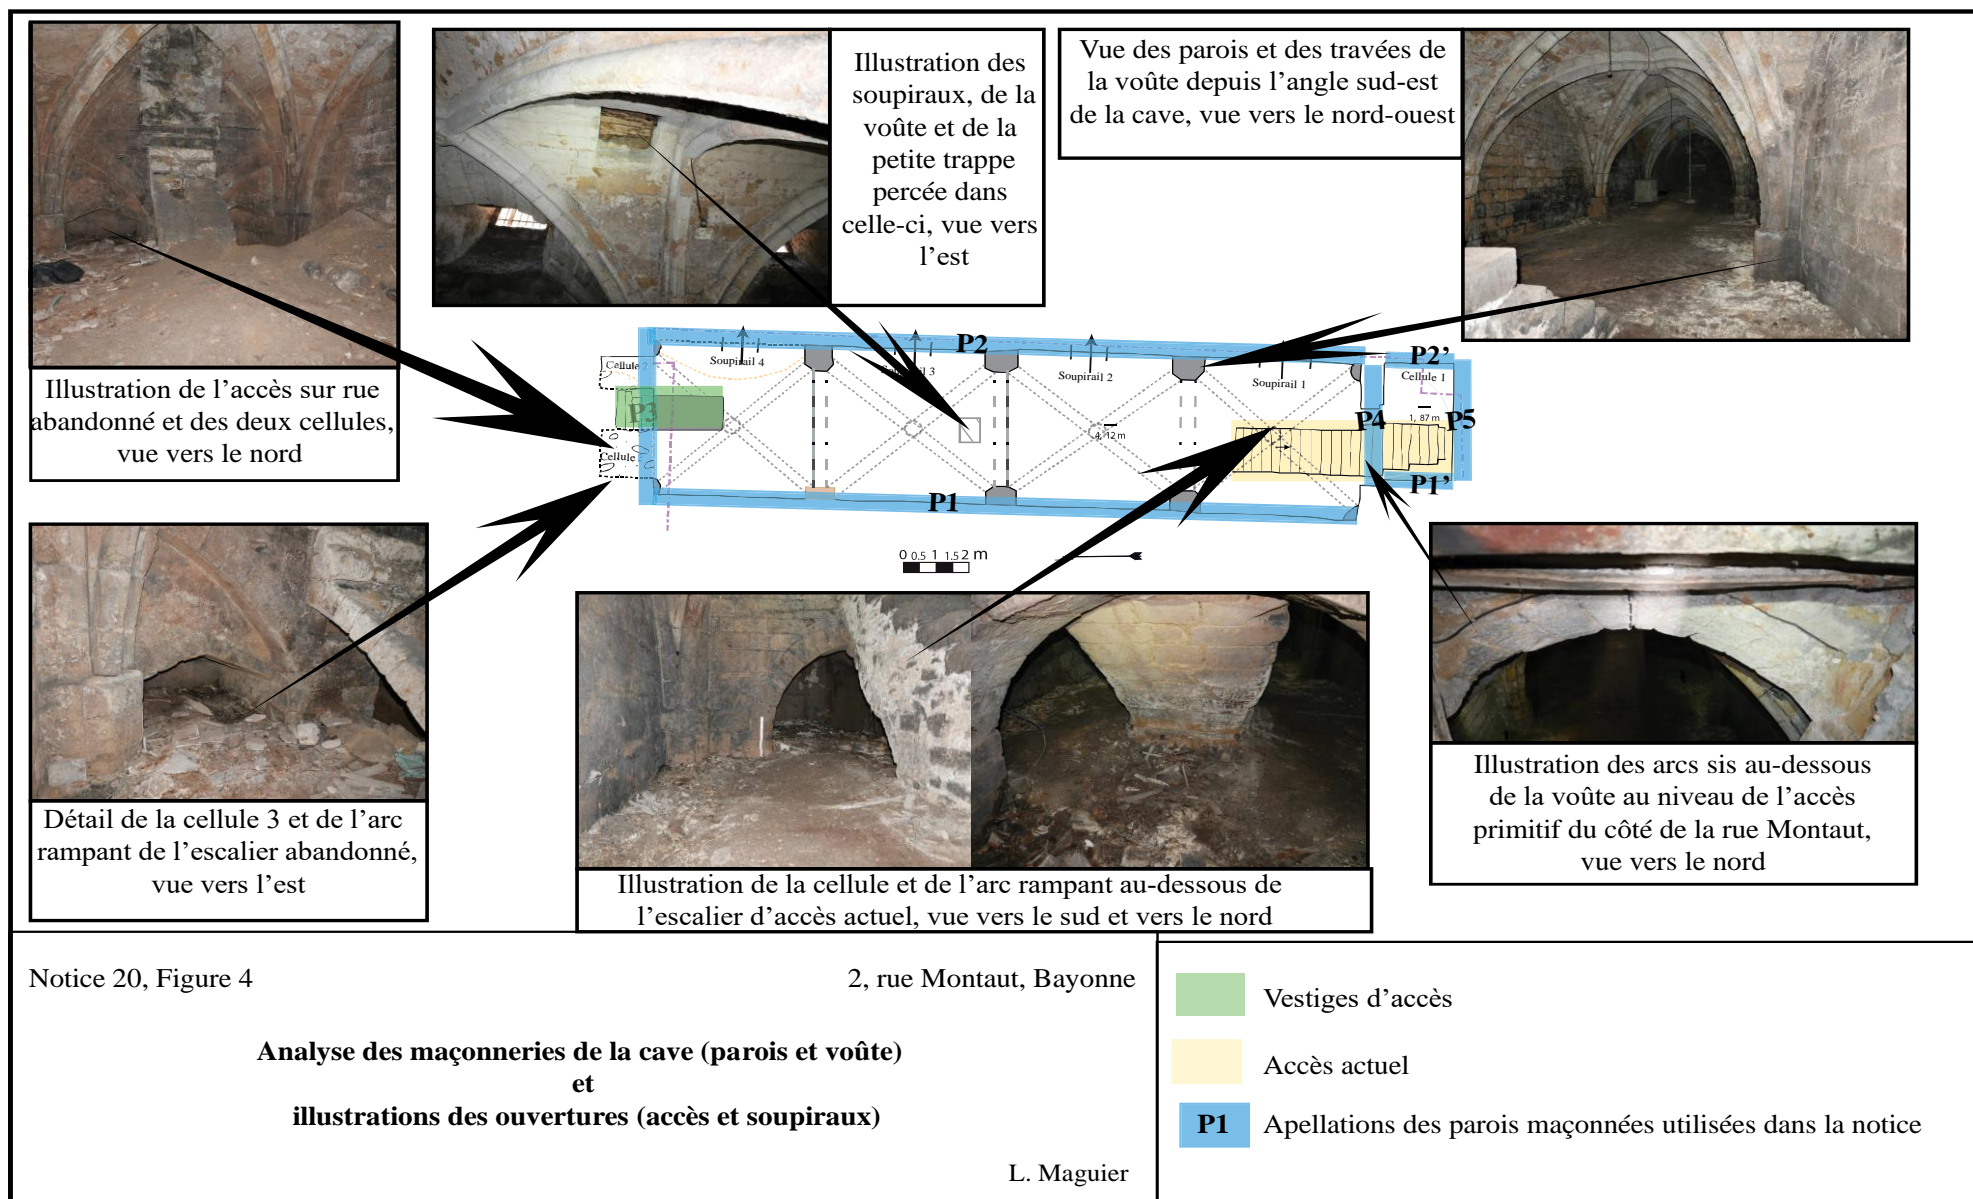 Illustration des
soupiraux, de la
voûte et de la
petite trappe
percée dans
celle-ci, vue vers
l'est
Vue des parois et des travées de
la voûte depuis l'angle sud-est
de la cave, vue vers le nord-ouest
Illustration de l'accès sur rue
abandonné et des deux cellules,
vue vers le nord
Cellule
Soupirail 4
P2
Soupirail 3
Soupirail 2
Soupirail 1
P2'
Cellule 1
P3
P4
1, 87 m
P5
4, 12 m
Cellule
P1
P1'
0 0.5 1 1.5 2 m
Détail de la cellule 3 et de l'arc
rampant de l'escalier abandonné,
vue vers l'est
Illustration de la cellule et de l'arc rampant au-dessous de
l'escalier d'accès actuel, vue vers le sud et vers le nord
Illustration des arcs sis au-dessous
de la voûte au niveau de l'accès
primitif du côté de la rue Montaut,
vue vers le nord
Notice 20, Figure 4
2, rue Montaut, Bayonne
Analyse des maçonneries de la cave (parois et voûte)
et
illustrations des ouvertures (accès et soupiraux)
L. Maguier
Vestiges d'accès
Accès actuel
P1 Apellations des parois maçonnées utilisées dans la notice